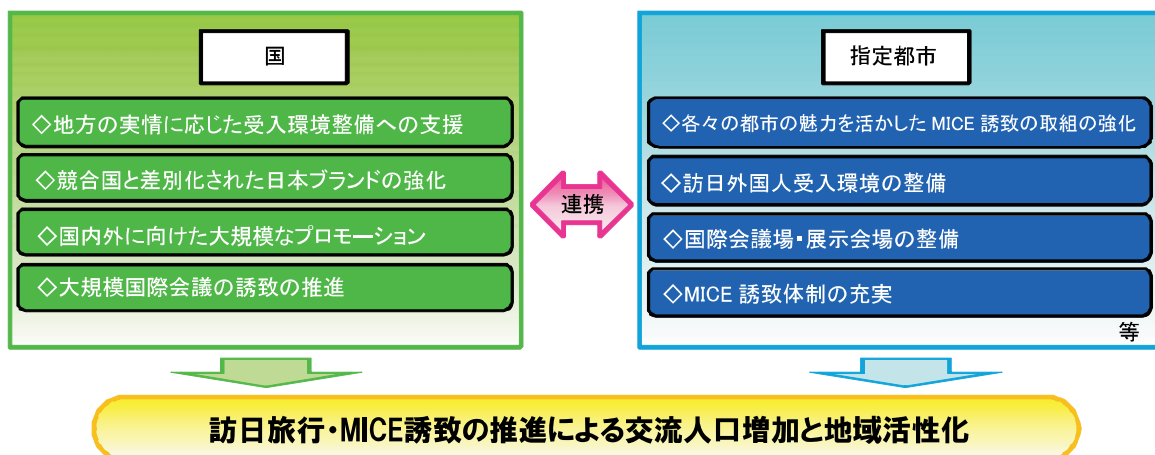 国
◇地方の実情に応じた受入環境整備への支援
◇競合国と差別化された日本ブランドの強化
◇国内外に向けた大規模なプロモーション
◇大規模国際会議の誘致の推進
連携
指定都市
◇各々の都市の魅力を活かした MICE 誘致の取組の強化
◇訪日外国人受入環境の整備
◇国際会議場・展示会場の整備
◇MICE 誘致体制の充実
等
訪日旅行・MICE誘致の推進による交流人口増加と地域活性化